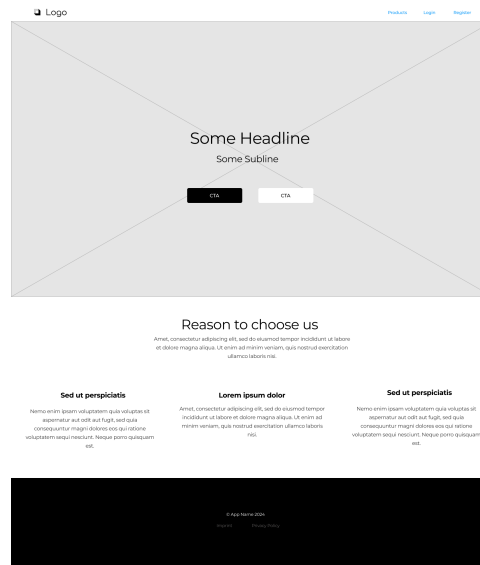 Logo
Products Login Register
Some Headline
Some Subline
CTA CTA
Reason to choose us
Amet, consectetur adipiscing elit, sed do eiusmod tempor incididunt ut labore
et dolore magna aliqua. Ut enim ad minim veniam, quis nostrud exercitation
ullamco laboris nisi.
Sed ut perspiciatis
Nemo enim ipsam voluptatem quia voluptas sit
aspernatur aut odit aut fugit, sed quia
consequuntur magni dolores eos qui ratione
voluptatem sequi nesciunt. Neque porro quisquam
est.
Lorem ipsum dolor
Amet, consectetur adipiscing elit, sed do eiusmod tempor
incididunt ut labore et dolore magna aliqua. Ut enim ad
minim veniam, quis nostrud exercitation ullamco laboris
nisi.
Sed ut perspiciatis
Nemo enim ipsam voluptatem quia voluptas sit
aspernatur aut odit aut fugit, sed quia
consequuntur magni dolores eos qui ratione
voluptatem sequi nesciunt. Neque porro quisquam
est.
© App Name 2024
Imprint Privacy Policy